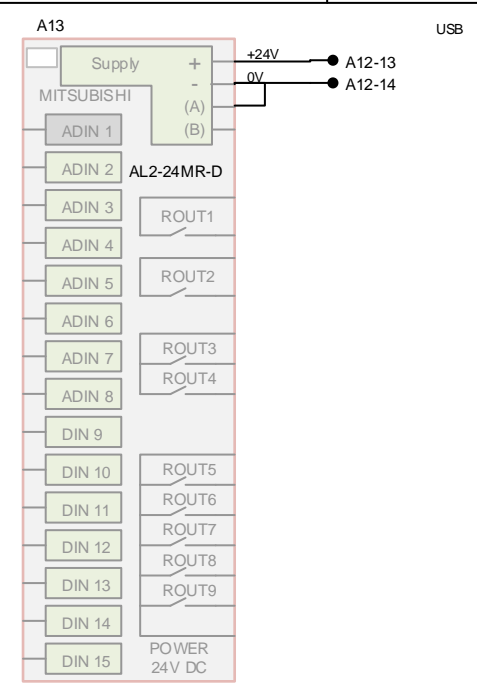 A13
USB
Supply
+
+24V
A12-13
-
0V
A12-14
MITSUBISHI
(A)
(B)
ADIN 1
ADIN 2
AL2-24MR-D
ADIN 3
ROUT1
ADIN 4
ADIN 5
ROUT2
ADIN 6
ADIN 7
ROUT3
ROUT4
ADIN 8
DIN 9
DIN 10
ROUT5
ROUT6
DIN 11
ROUT7
DIN 12
ROUT8
DIN 13
ROUT9
DIN 14
DIN 15
POWER
24V DC